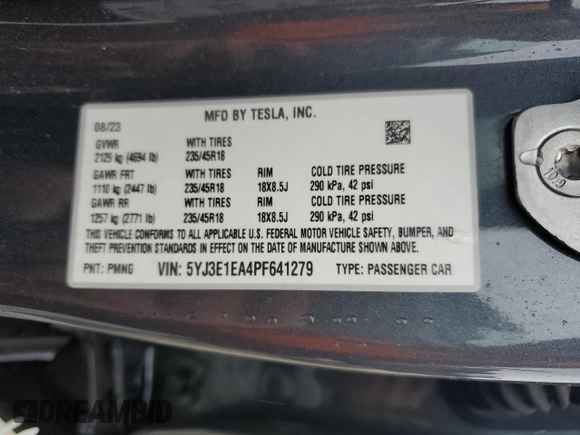 MFD BY TESLA, INC.
08/23
GVWR WITH TIRES
2129 kg (4694 lb) 235/45R18
GAWR FRT WITH TIRES RIM COLD TIRE PRESSURE
1110 kg (2447 lb) 235/45R18 18X8.5J 290 kPa, 42 psi
GAWR RR WITH TIRES RIM COLD TIRE PRESSURE
1257 kg (2771 lb) 235/45R18 18X8.5J 290 kPa, 42 psi
THIS VEHICLE CONFORMS TO ALL APPLICABLE U.S. FEDERAL MOTOR VEHICLE SAFETY, BUMPER, AND
THEFT PREVENTION STANDARDS IN EFFECT ON THE DATE OF MANUFACTURE SHOWN ABOVE.
PNT: PMNG VIN: 5YJ3E1EA4PF641279 TYPE: PASSENGER CAR
109
DREAMBID